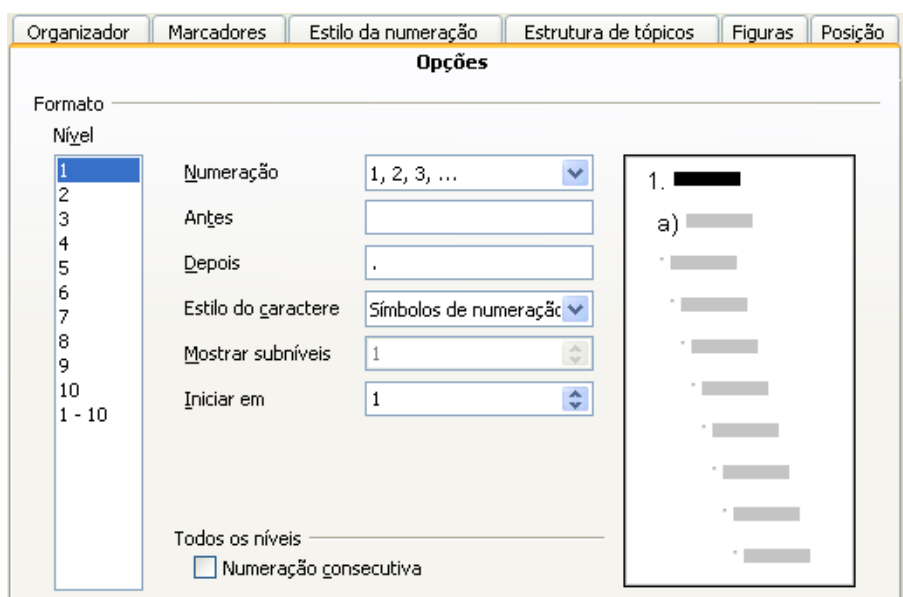 Organizador Marcadores Estilo da numeração Estrutura de tópicos Figuras Posição
Opções
Formato
Nível
1
2
3
4
5
6
7
8
9
10
1 - 10
Numeração 1, 2, 3, ...
Antes
Depois .
Estilo do caractere Símbolos de numeraçãc
Mostrar subníveis 1
Iniciar em 1
Todos os níveis
Numeração consecutiva
1.
a)